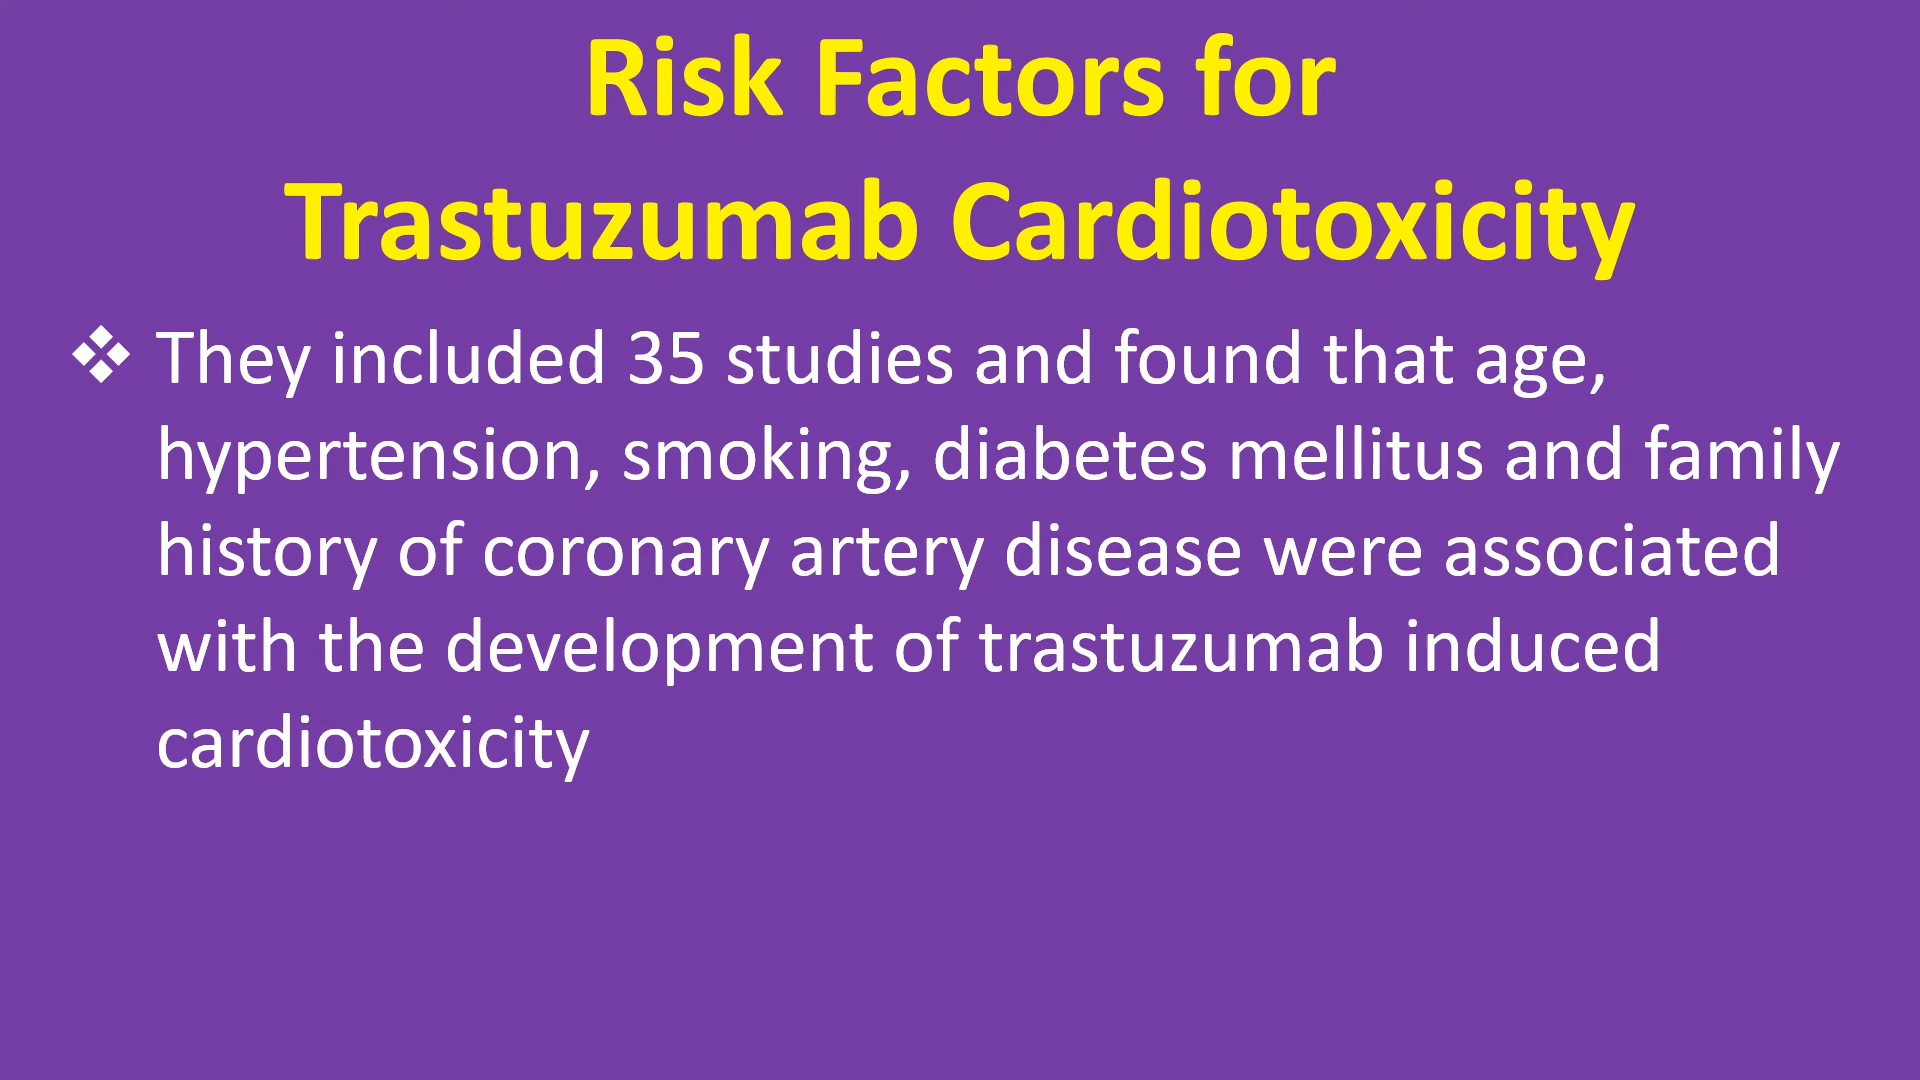 Risk Factors for
Trastuzumab Cardiotoxicity
❖ They included 35 studies and found that age,
hypertension, smoking, diabetes mellitus and family
history of coronary artery disease were associated
with the development of trastuzumab induced
cardiotoxicity